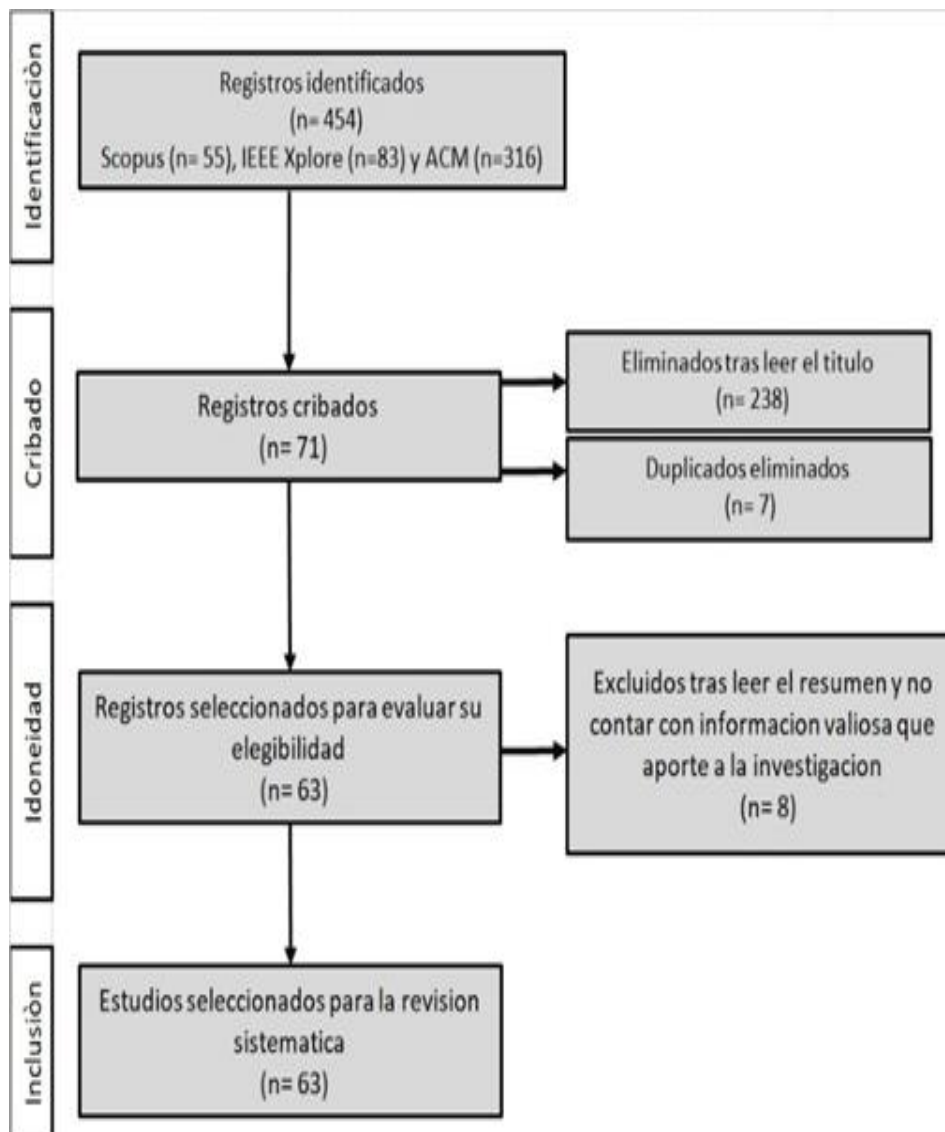 Identificaciòn
Registros identificados
(n= 454)
Scopus (n= 55), IEEE Xplore (n=83) y ACM (n=316)
Cribado
Registros cribados
(n= 71)
Eliminados tras leer el titulo
(n= 238)
Duplicados eliminados
(n= 7)
Idoneidad
Registros seleccionados para evaluar su
elegibilidad
(n= 63)
Excluidos tras leer el resumen y no
contar con informacion valiosa que
aporte a la investigacion
(n= 8)
Inclusiòn
Estudios seleccionados para la revision
sistematica
(n= 63)